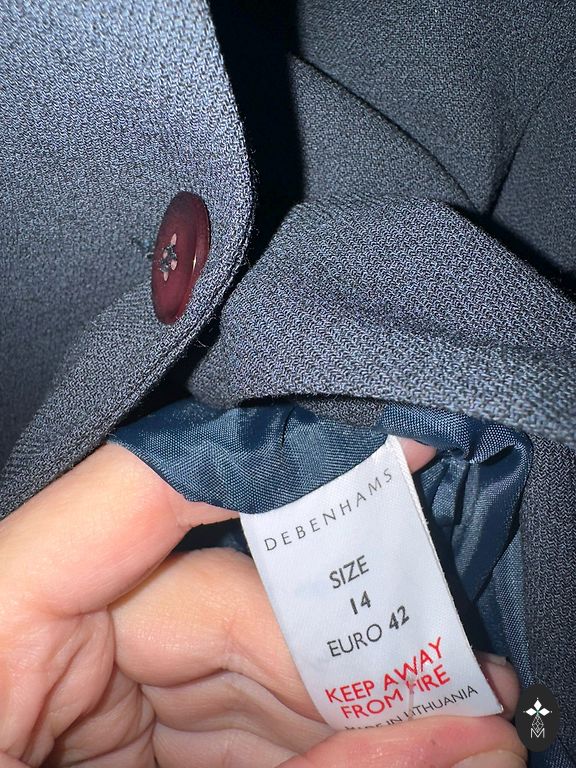 DEBENHAMS
SIZE
14
EURO 42
KEEP AWAY
FROM FIRE
MADE IN LITHUANIA
M